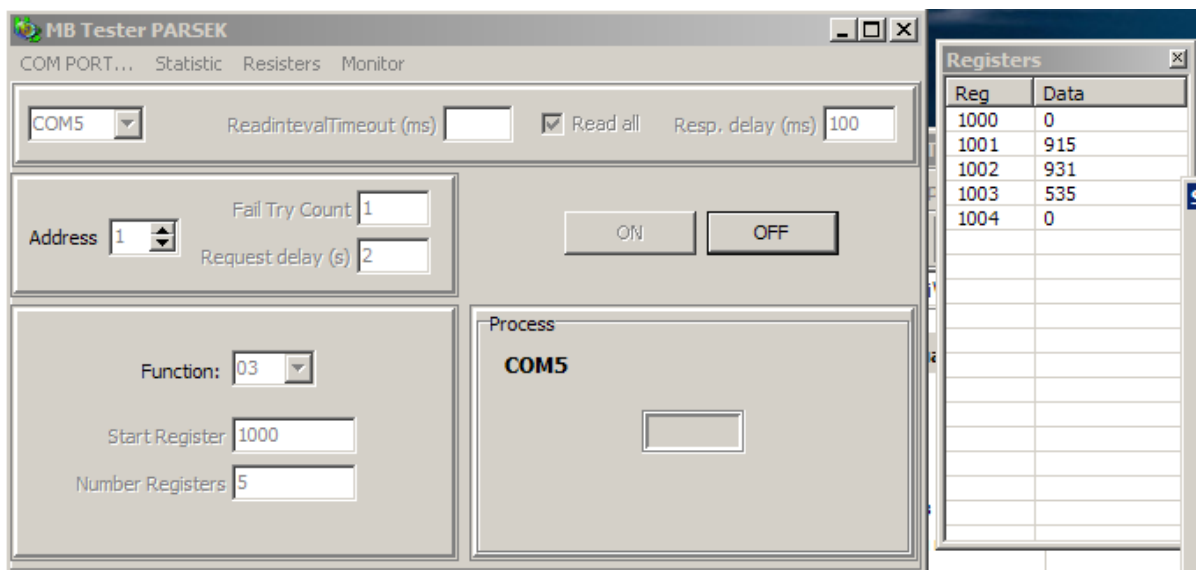 MB Tester PARSEK
COM PORT... Statistic Resisters Monitor
COM5 ReadintevalTimeout (ms) Read all Resp. delay (ms) 100
Address 1
Fail Try Count 1
Request delay (s) 2
ON OFF
Function: 03
Start Register 1000
Number Registers 5
Process
COM5
Registers
Reg Data
1000 0
1001 915
1002 931
1003 535
1004 0